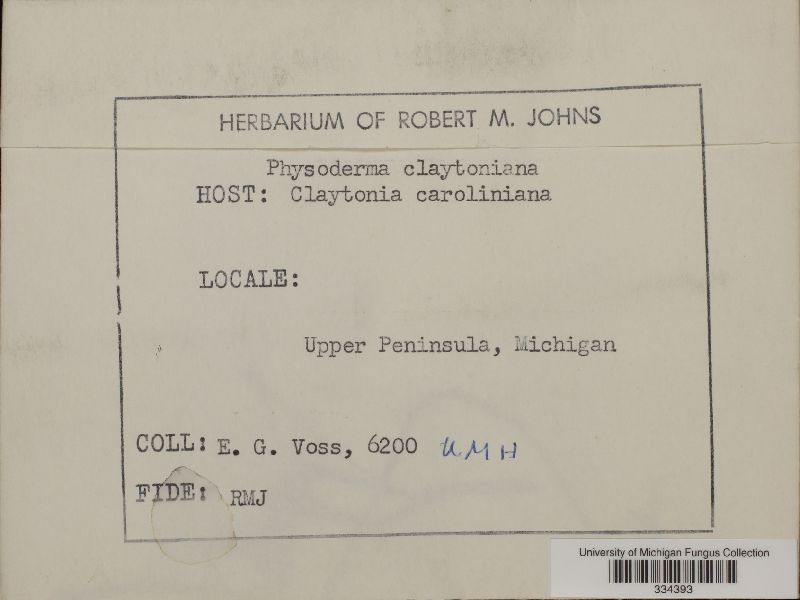 HERBARIUM OF ROBERT M. JOHNS
Physoderma claytoniana
HOST: Claytonia caroliniana
LOCALE:
Upper Peninsula, Michigan
COLL: E. G. Voss, 6200 UMH
FIDE: RMJ
University of Michigan Fungus Collection
334393